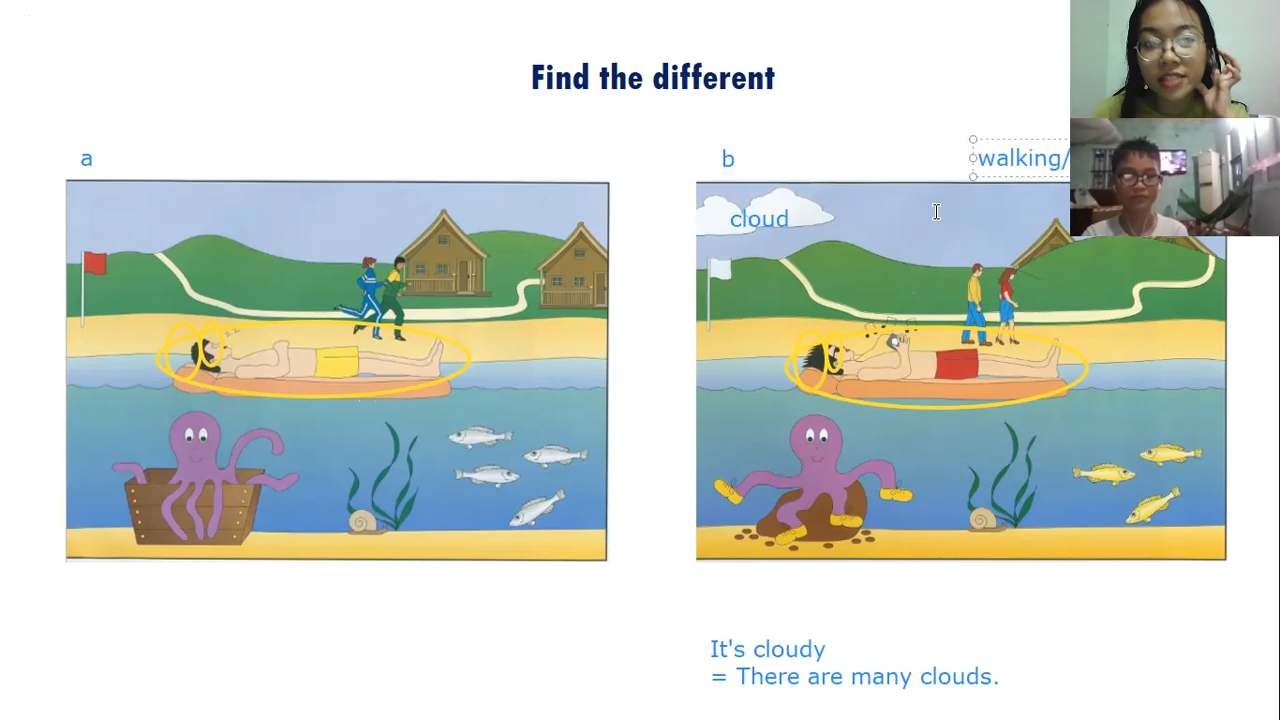 Find the different
a
b
walking/
cloud
It's cloudy
= There are many clouds.